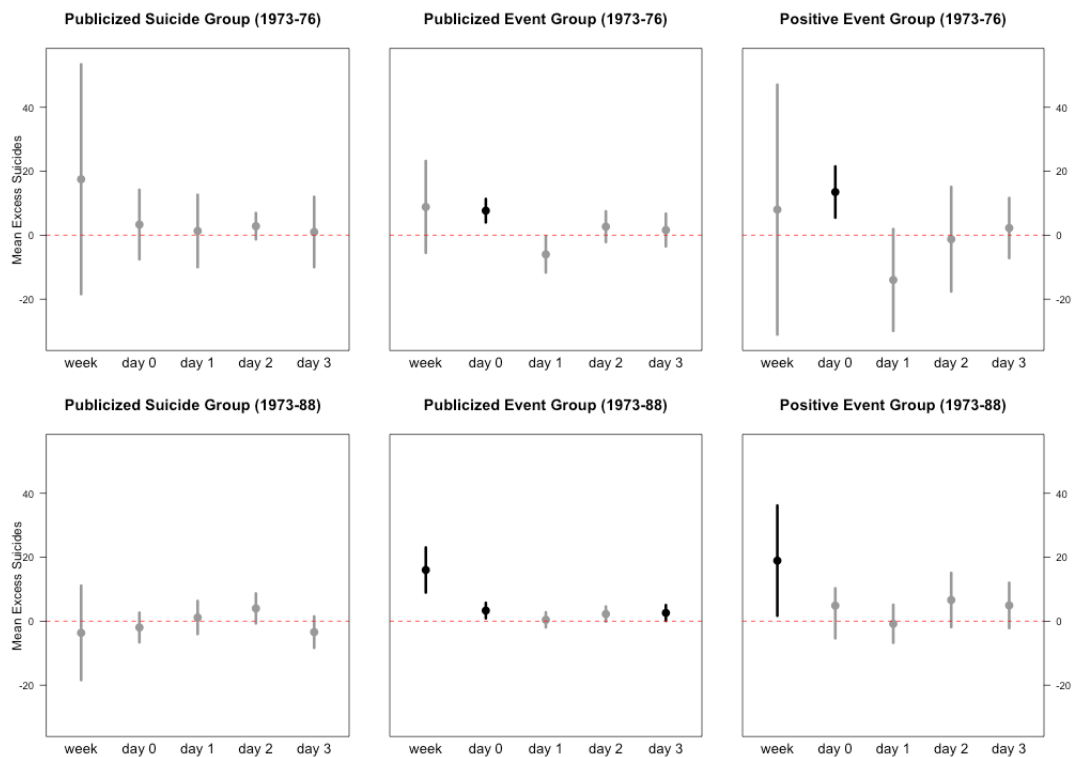 Publicized Suicide Group (1973-76)
Publicized Event Group (1973-76)
Positive Event Group (1973-76)
Mean Excess Suicides
40
20
0
-20
40
20
0
-20
week day 0 day 1 day 2 day 3
week day 0 day 1 day 2 day 3
week day 0 day 1 day 2 day 3
Publicized Suicide Group (1973-88)
Publicized Event Group (1973-88)
Positive Event Group (1973-88)
Mean Excess Suicides
40
20
0
-20
40
20
0
-20
week day 0 day 1 day 2 day 3
week day 0 day 1 day 2 day 3
week day 0 day 1 day 2 day 3